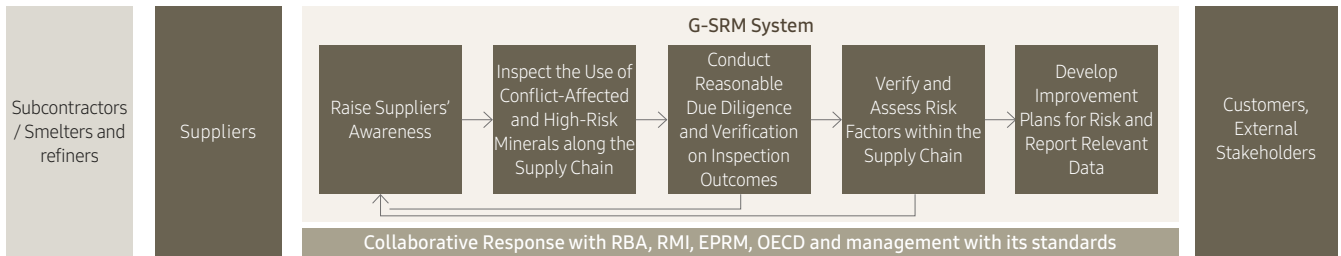 G-SRM System
Subcontractors
/ Smelters and
refiners
Suppliers
Raise Suppliers'
Awareness
Inspect the Use of
Conflict-Affected
and High-Risk
Minerals along the
Supply Chain
Conduct
Reasonable
Due Diligence
and Verification
on Inspection
Outcomes
Verify and
Assess Risk
Factors within the
Supply Chain
Develop
Improvement
Plans for Risk and
Report Relevant
Data
Customers,
External
Stakeholders
Collaborative Response with RBA, RMI, EPRM, OECD and management with its standards